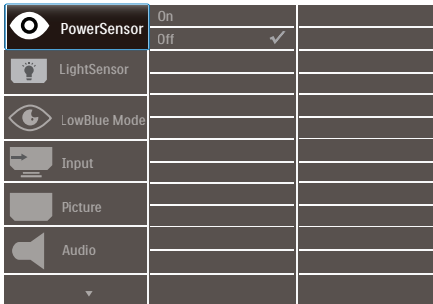 PowerSensor
On
Off
LightSensor
LowBlue Mode
Input
Picture
Audio